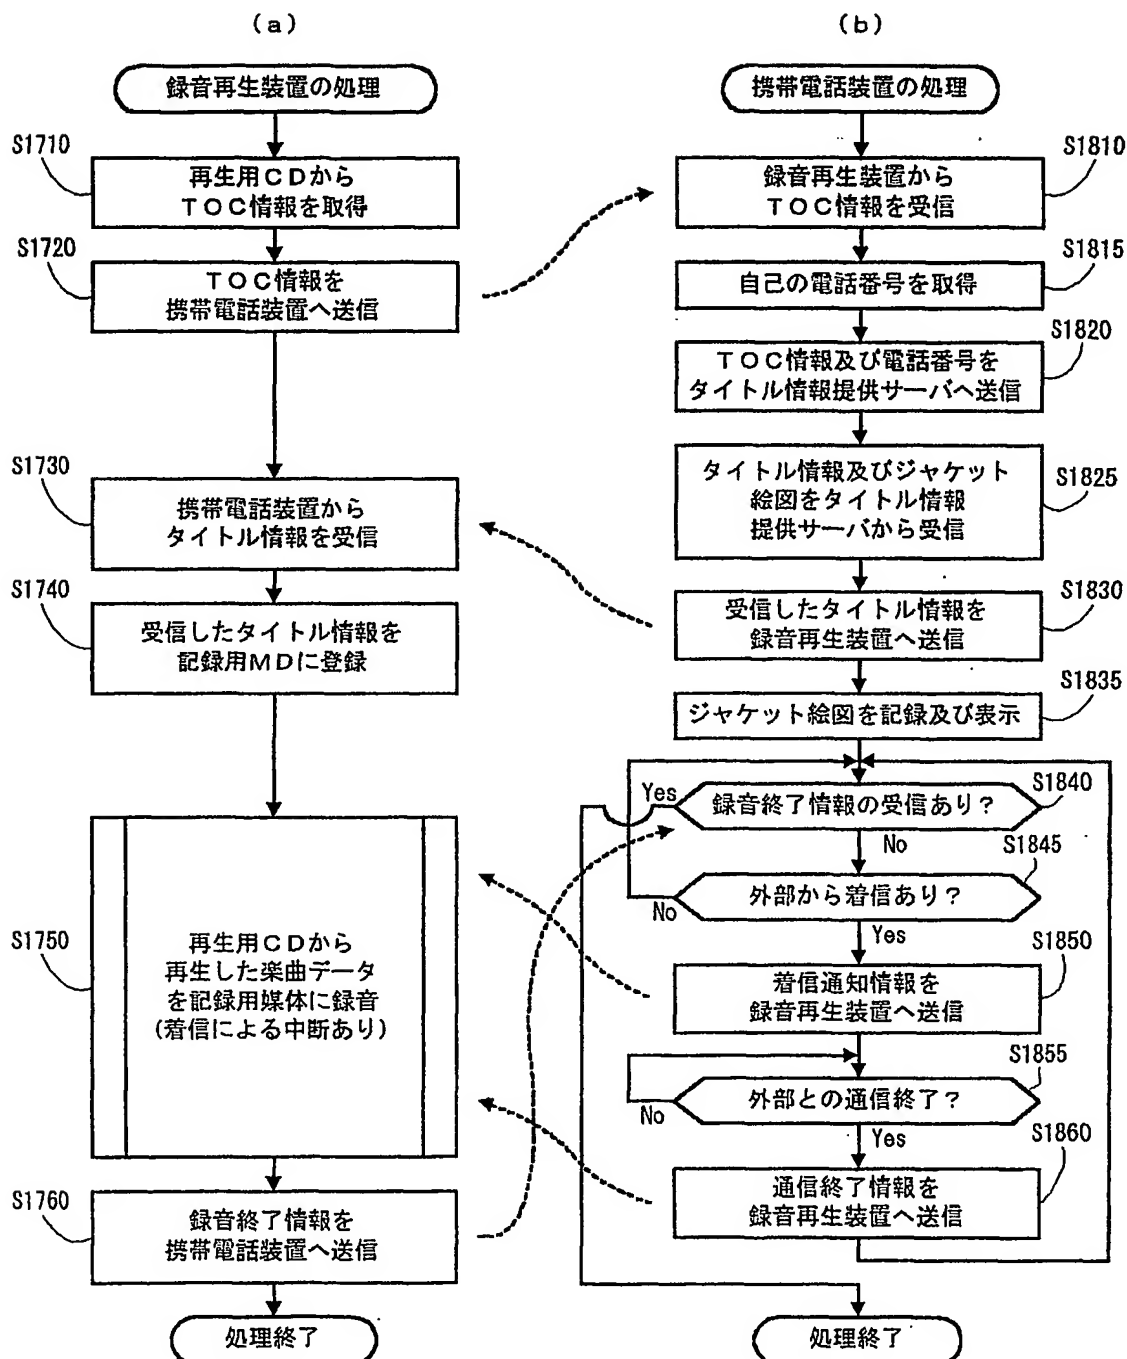 (a)
録音再生装置の処理
S1710
再生用CDから
TOC情報を取得
S1720
TOC情報を
携帯電話装置へ送信
S1730
携帯電話装置から
タイトル情報を受信
S1740
受信したタイトル情報を
記録用MDに登録
S1750
再生用CDから
再生した楽曲データ
を記録用媒体に録音
(着信による中断あり)
S1760
録音終了情報を
携帯電話装置へ送信
処理終了
(b)
携帯電話装置の処理
S1810
録音再生装置から
TOC情報を受信
S1815
自己の電話番号を取得
S1820
TOC情報及び電話番号を
タイトル情報提供サーバへ送信
S1825
タイトル情報及びジャケット
絵図をタイトル情報
提供サーバから受信
S1830
受信したタイトル情報を
録音再生装置へ送信
S1835
ジャケット絵図を記録及び表示
S1840
Yes
録音終了情報の受信あり?
No
S1845
外部から着信あり?
No
Yes
S1850
着信通知情報を
録音再生装置へ送信
S1855
外部との通信終了?
No
Yes
S1860
通信終了情報を
録音再生装置へ送信
処理終了